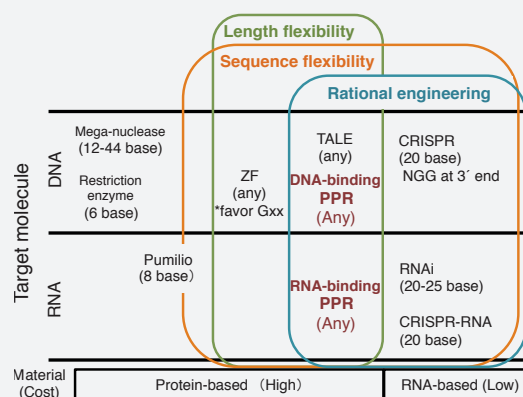 Length flexibility
Sequence flexibility
Rational engineering
Target molecule
DNA
Mega-nuclease
(12-44 base)
Restriction
enzyme
(6 base)
ZF
(any)
*favor Gxx
TALE
(any)
DNA-binding
PPR
(Any)
CRISPR
(20 base)
NGG at 3´ end
RNA
Pumilio
(8 base)
RNA-binding
PPR
(Any)
RNAi
(20-25 base)
CRISPR-RNA
(20 base)
Material
(Cost)
Protein-based (High)
RNA-based (Low)